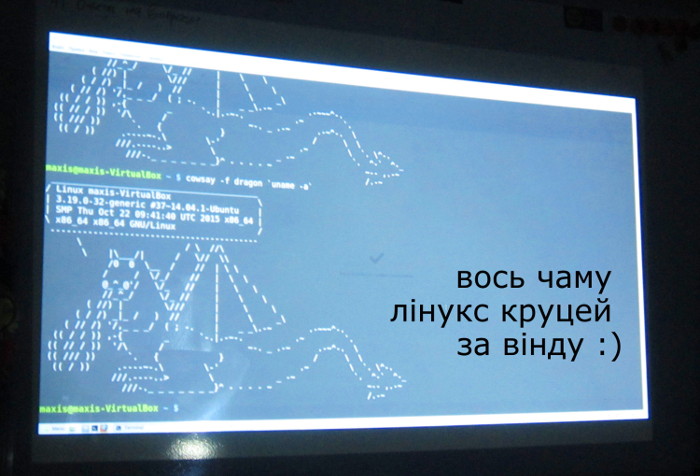 maxis@maxis-VirtualBox ~ $ cowsay -f dragon `uname -a`
/ Linux maxis-VirtualBox \
| 3.19.0-32-generic #37~14.04.1-Ubuntu |
| SMP Thu Oct 22 09:41:40 UTC 2015 x86_64 |
\ x86_64 x86_64 GNU/Linux /
вось чаму
лінукс круцей
за вінду :)
maxis@maxis-VirtualBox ~ $